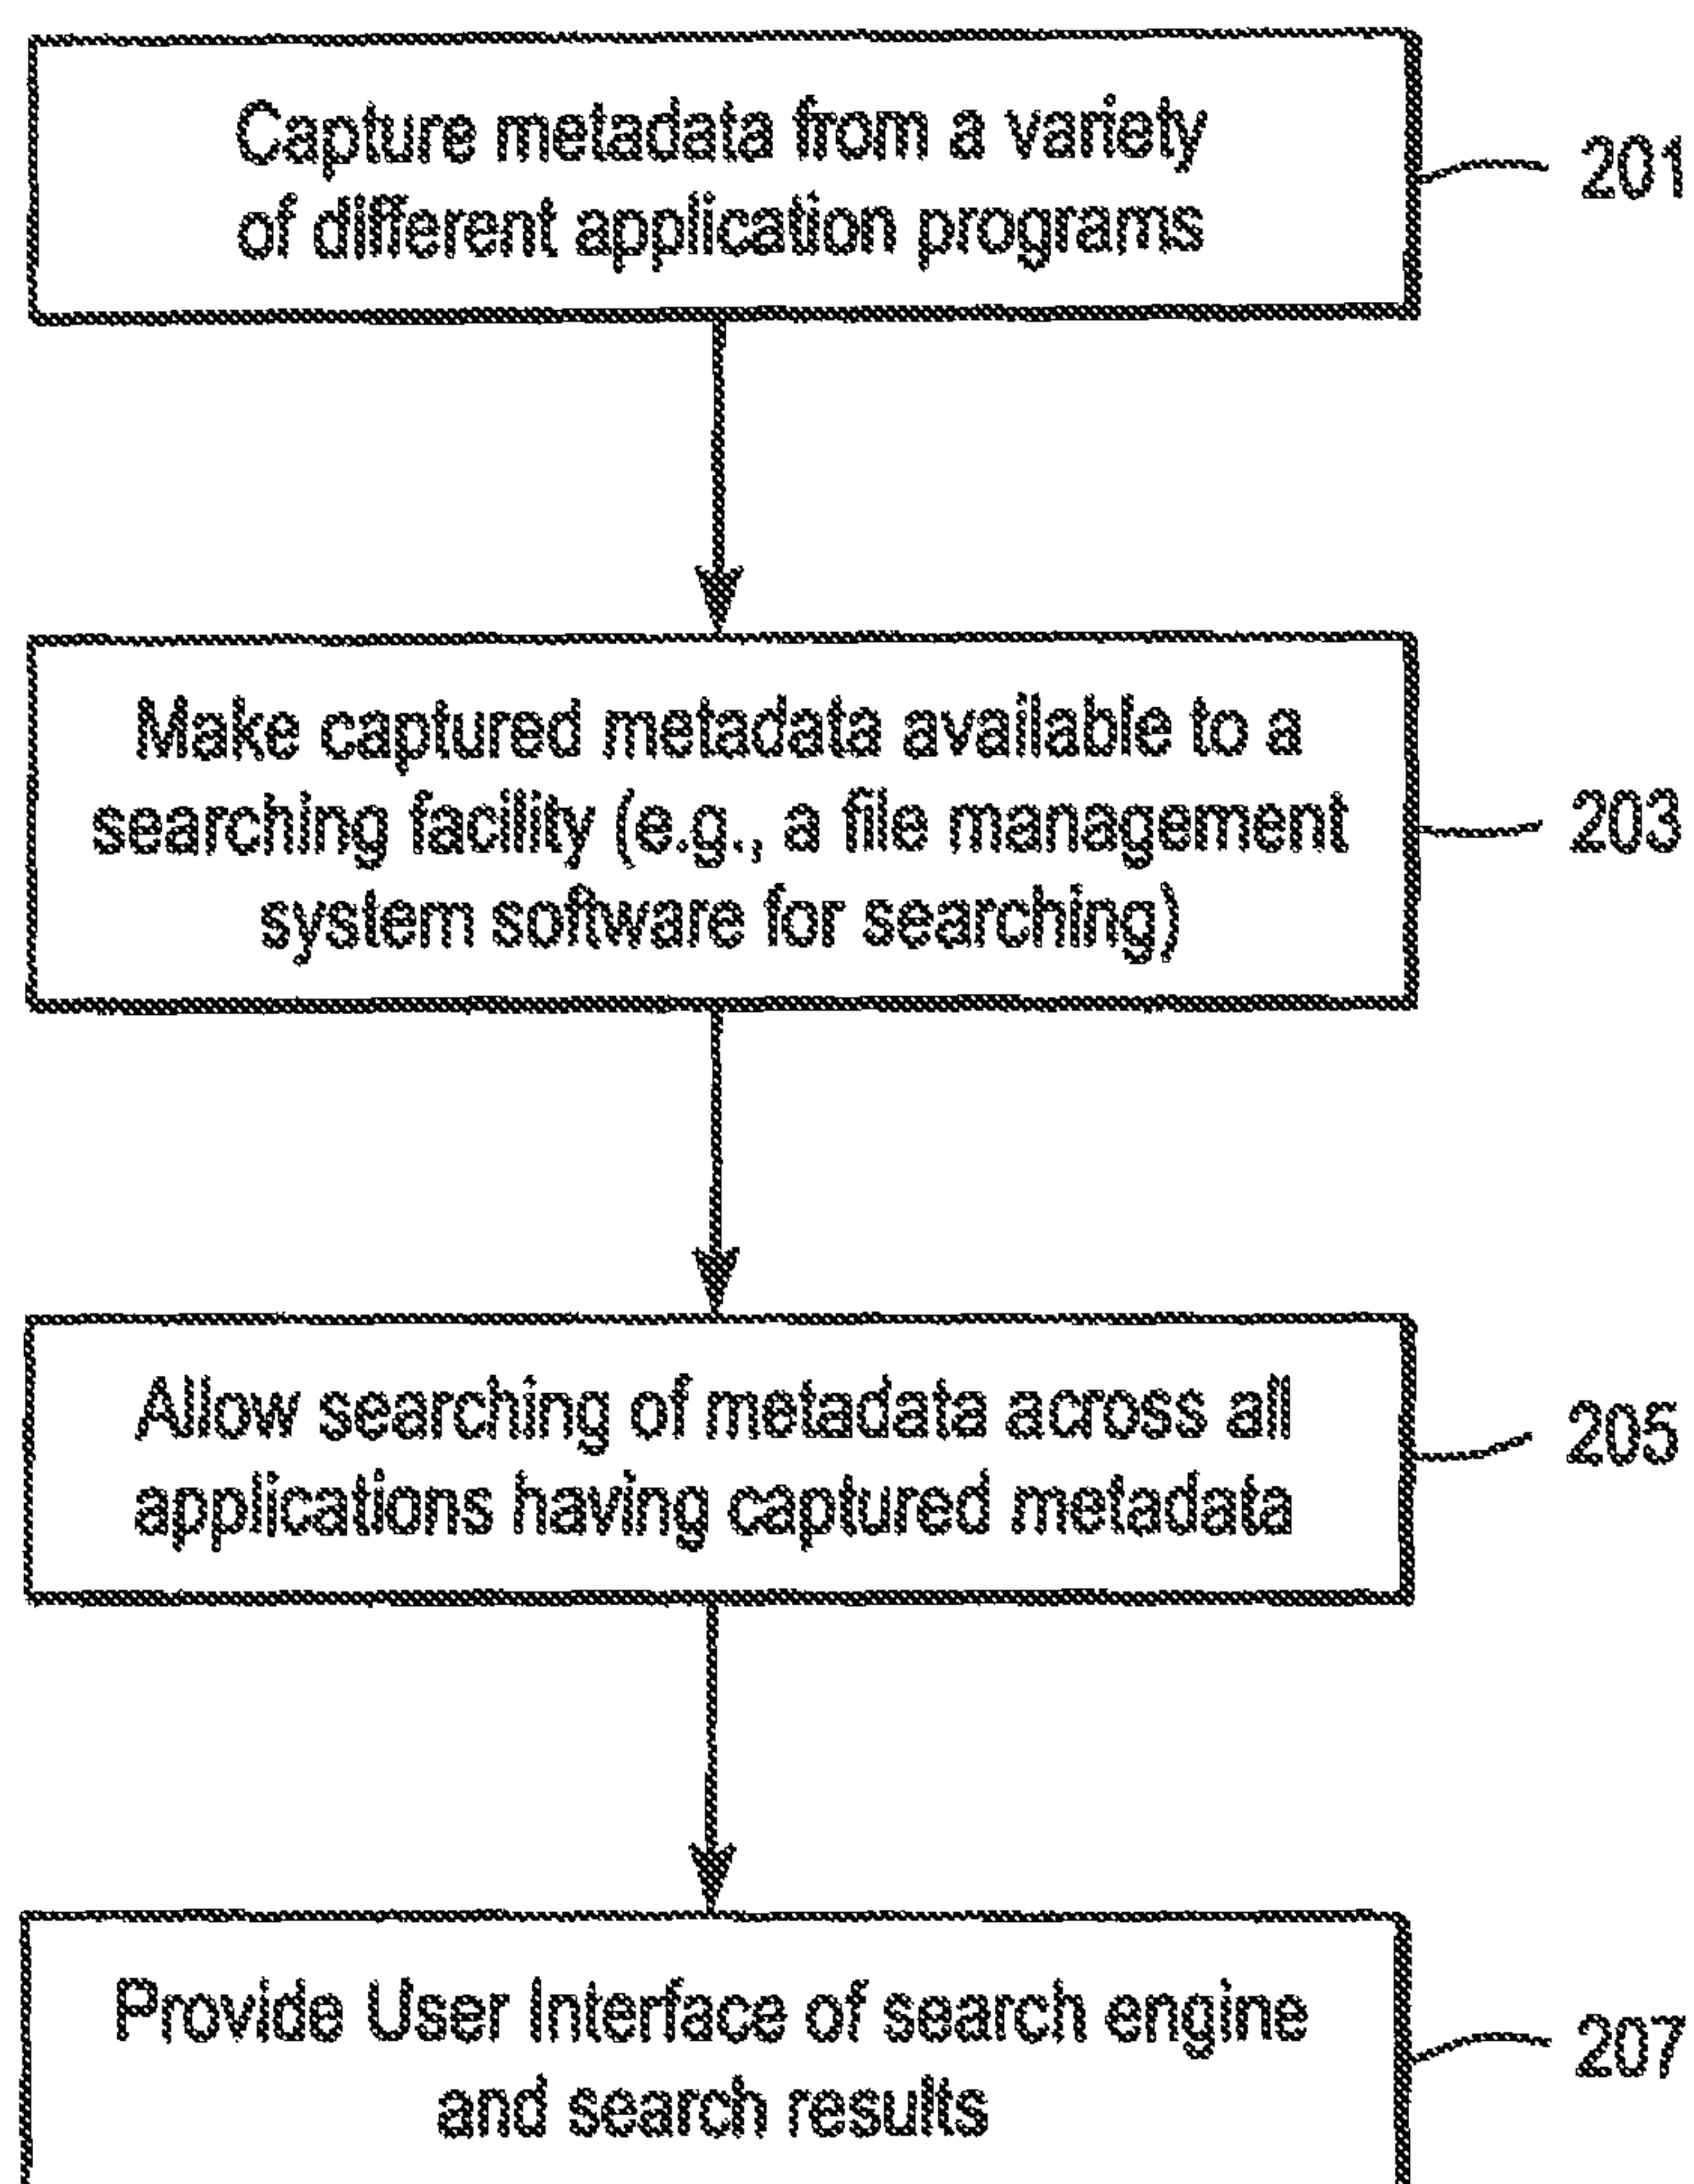 Capture metadata from a variety
of different application programs
201
Make captured metadata available to a
searching facility (e.g., a file management
system software for searching)
203
Allow searching of metadata across all
applications having captured metadata
205
Provide User Interface of search engine
and search results
207